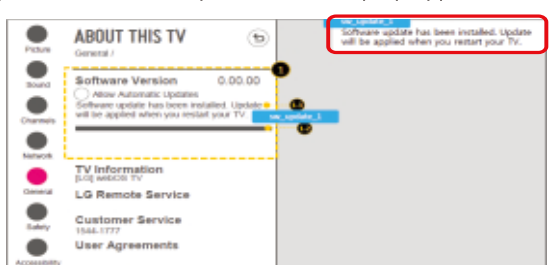 ABOUT THIS TV
General /
Picture
Sound
Channels
Network
General
Safety
Accessibility
Software Version 0.00.00
Allow Automatic Updates
Software update has been installed. Update
will be applied when you restart your TV.
1
sw_update_1
1-1
1-2
TV Information
[LG] webOS TV
LG Remote Service
Customer Service
1544-1777
User Agreements
sw_update_1
Software update has been installed. Update
will be applied when you restart your TV.